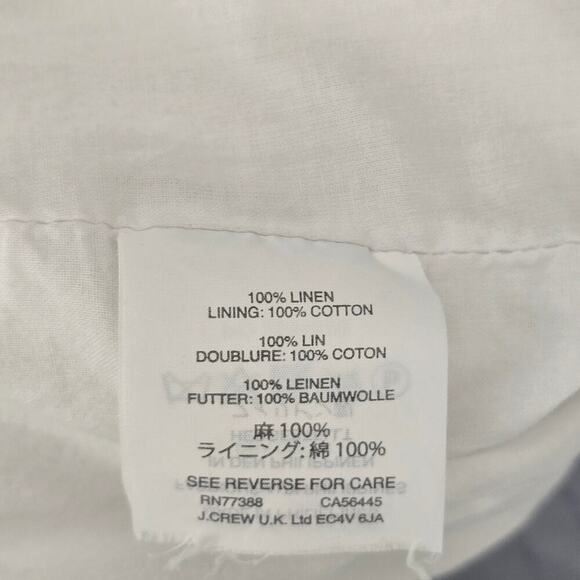 100% LINEN
LINING: 100% COTTON
100% LIN
DOUBLURE: 100% COTON
100% LEINEN
FUTTER: 100% BAUMWOLLE
麻 100%
ライニング: 綿 100%
SEE REVERSE FOR CARE
RN77388 CA56445
J.CREW U.K. Ltd EC4V 6JA